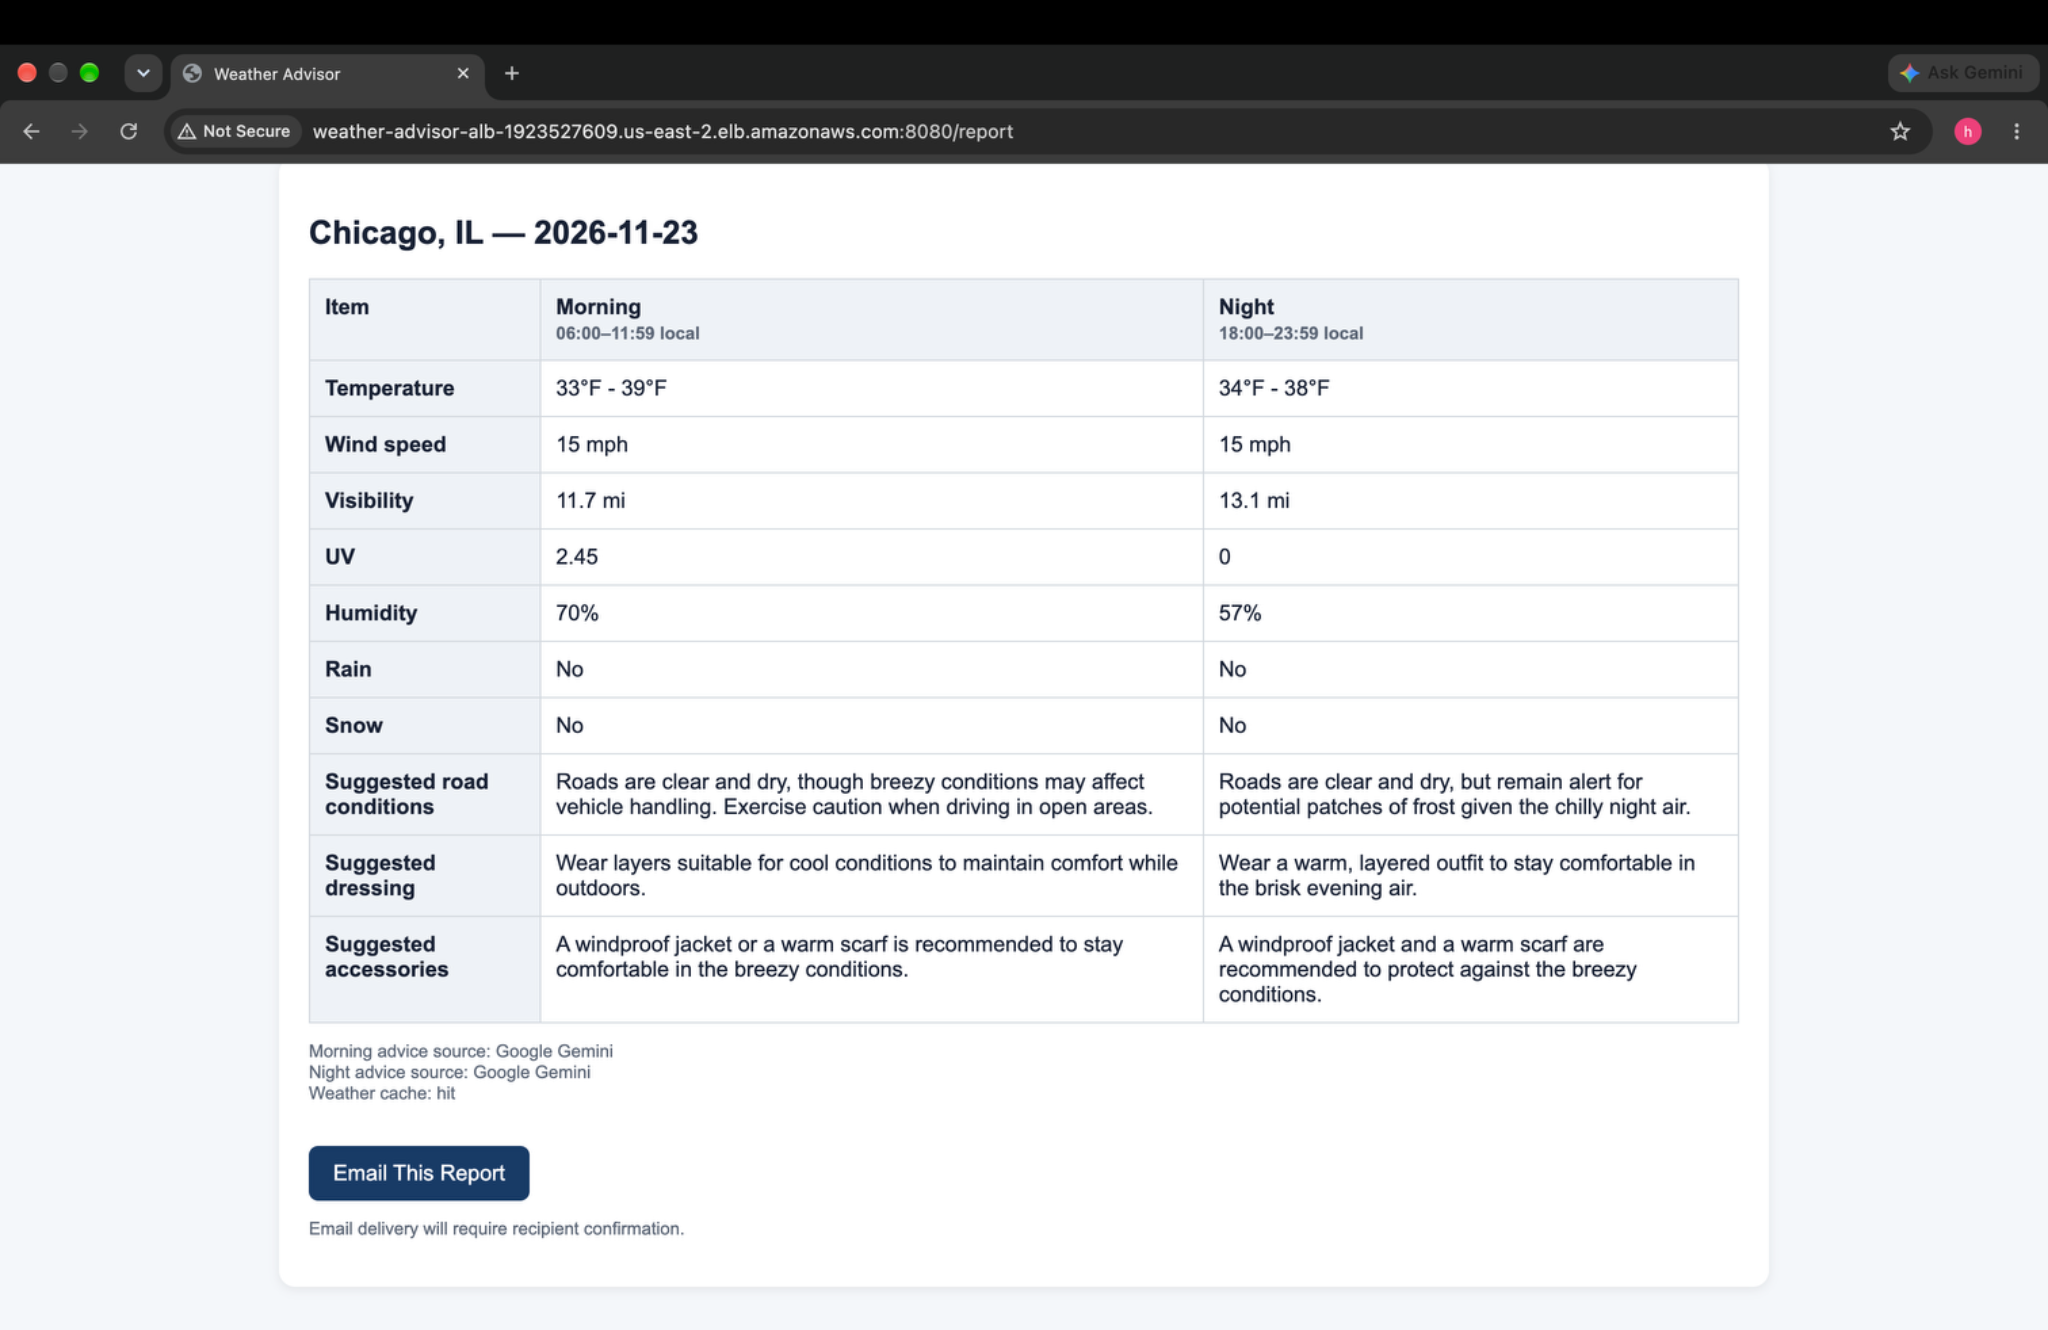 Weather Advisor
Ask Gemini
Not Secure
weather-advisor-alb-1923527609.us-east-2.elb.amazonaws.com:8080/report
h
Chicago, IL — 2026-11-23
Item
Morning
06:00–11:59 local
Night
18:00–23:59 local
Temperature
33°F - 39°F
34°F - 38°F
Wind speed
15 mph
15 mph
Visibility
11.7 mi
13.1 mi
UV
2.45
0
Humidity
70%
57%
Rain
No
No
Snow
No
No
Suggested road
conditions
Roads are clear and dry, though breezy conditions may affect
vehicle handling. Exercise caution when driving in open areas.
Roads are clear and dry, but remain alert for
potential patches of frost given the chilly night air.
Suggested
dressing
Wear layers suitable for cool conditions to maintain comfort while
outdoors.
Wear a warm, layered outfit to stay comfortable in
the brisk evening air.
Suggested
accessories
A windproof jacket or a warm scarf is recommended to stay
comfortable in the breezy conditions.
A windproof jacket and a warm scarf are
recommended to protect against the breezy
conditions.
Morning advice source: Google Gemini
Night advice source: Google Gemini
Weather cache: hit
Email This Report
Email delivery will require recipient confirmation.